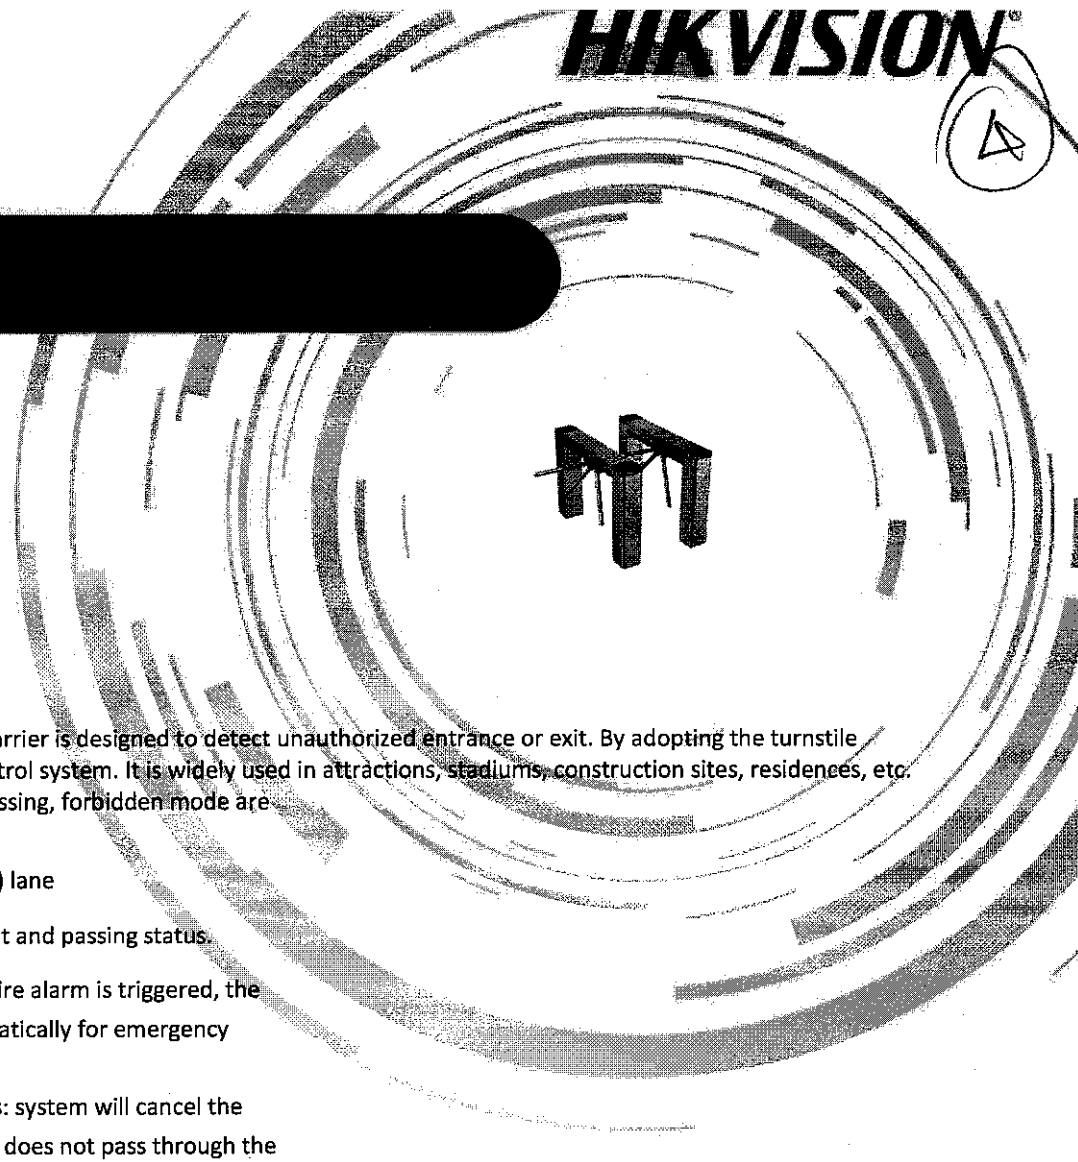 HIKVISION®
arrier is designed to detect unauthorized entrance or exit. By adopting the turnstile
trol system. It is widely used in attractions, stadiums, construction sites, residences, etc.
ssing, forbidden mode are
) lane
t and passing status.
ire alarm is triggered, the
atically for emergency
s: system will cancel the
does not pass through the